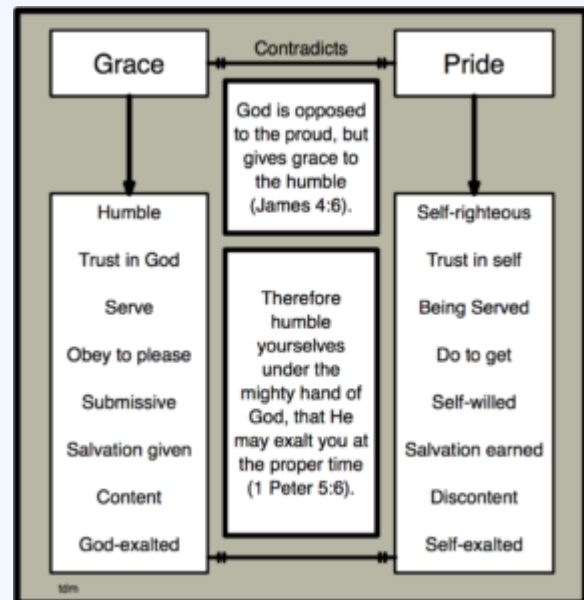 Grace
Contradicts
Pride
God is opposed
to the proud, but
gives grace to
the humble
(James 4:6).
Humble
Trust in God
Serve
Obey to please
Submissive
Salvation given
Content
God-exalted
Therefore
humble
yourselves
under the
mighty hand of
God, that He
may exalt you at
the proper time
(1 Peter 5:6).
Self-righteous
Trust in self
Being Served
Do to get
Self-willed
Salvation earned
Discontent
Self-exalted